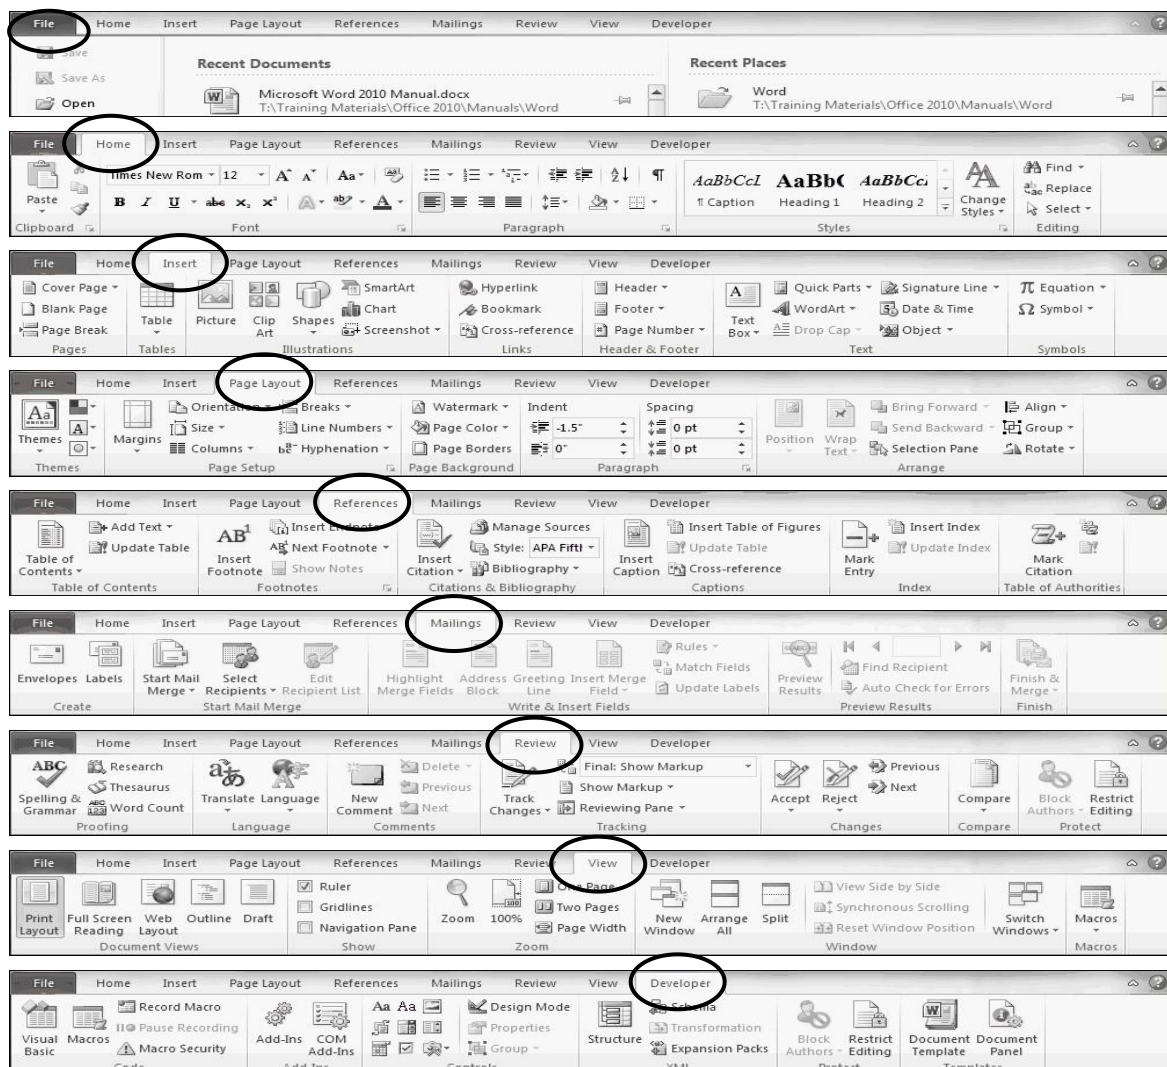 File Home Insert Page Layout References Mailings Review View Developer
Save
Save As
Open
Recent Documents
Microsoft Word 2010 Manual.docx
T:\Training Materials\Office 2010\Manuals\Word
Recent Places
Word
T:\Training Materials\Office 2010\Manuals\Word
File Home Insert Page Layout References Mailings Review View Developer
Times New Rom 12 A A Aa
Paste
B I U abc X₂ X² A ab A
AaBbCcI AaBb( AaBbCci
¶ Caption Heading 1 Heading 2
Change Styles
Find
Replace
Select
Clipboard Font Paragraph Styles Editing
File Home Insert Page Layout References Mailings Review View Developer
Cover Page
Blank Page
Page Break
Table
Picture
Clip Art
Shapes
SmartArt
Chart
Screenshot
Hyperlink
Bookmark
Cross-reference
Header
Footer
Page Number
Text Box
Quick Parts
WordArt
Drop Cap
Signature Line
Date & Time
Object
π Equation
Ω Symbol
Pages Tables Illustrations Links Header & Footer Text Symbols
File Home Insert Page Layout References Mailings Review View Developer
Aa
A
Themes
Margins
Orientation
Size
Columns
Breaks
Line Numbers
Hyphenation
Watermark
Page Color
Page Borders
Indent
-1.5"
0"
Spacing
0 pt
0 pt
Position
Wrap Text
Bring Forward
Send Backward
Selection Pane
Align
Group
Rotate
Themes Page Setup Page Background Paragraph Arrange
File Home Insert Page Layout References Mailings Review View Developer
Table of Contents
Add Text
Update Table
AB¹
Insert Footnote
Insert Endnote
Next Footnote
Show Notes
Insert Citation
Manage Sources
Style: APA Fiftl
Bibliography
Insert Caption
Insert Table of Figures
Update Table
Cross-reference
Mark Entry
Insert Index
Update Index
Mark Citation
Table of Contents Footnotes Citations & Bibliography Captions Index Table of Authorities
File Home Insert Page Layout References Mailings Review View Developer
Envelopes
Labels
Start Mail Merge
Select Recipients
Edit Recipient List
Highlight Merge Fields
Address Block
Greeting Line
Insert Merge Field
Rules
Match Fields
Update Labels
Preview Results
Find Recipient
Auto Check for Errors
Finish & Merge
Create Start Mail Merge Write & Insert Fields Preview Results Finish
File Home Insert Page Layout References Mailings Review View Developer
ABC
Spelling & Grammar
Research
Thesaurus
Word Count
Translate
Language
New Comment
Delete
Previous
Next
Track Changes
Final: Show Markup
Show Markup
Reviewing Pane
Accept
Reject
Previous
Next
Compare
Block Authors
Restrict Editing
Proofing Language Comments Tracking Changes Compare Protect
File Home Insert Page Layout References Mailings Review View Developer
Print Layout
Full Screen Reading
Web Layout
Outline
Draft
Ruler
Gridlines
Navigation Pane
Zoom
100%
One Page
Two Pages
Page Width
New Window
Arrange All
Split
View Side by Side
Synchronous Scrolling
Reset Window Position
Switch Windows
Macros
Document Views Show Zoom Window Macros
File Home Insert Page Layout References Mailings Review View Developer
Visual Basic
Macros
Record Macro
Pause Recording
Macro Security
Add-Ins
COM Add-Ins
Aa Aa
Design Mode
Properties
Group
Structure
Schema
Transformation
Expansion Packs
Block Authors
Restrict Editing
Document Template
Document Panel
Code Add-Ins Controls XML Protect Templates